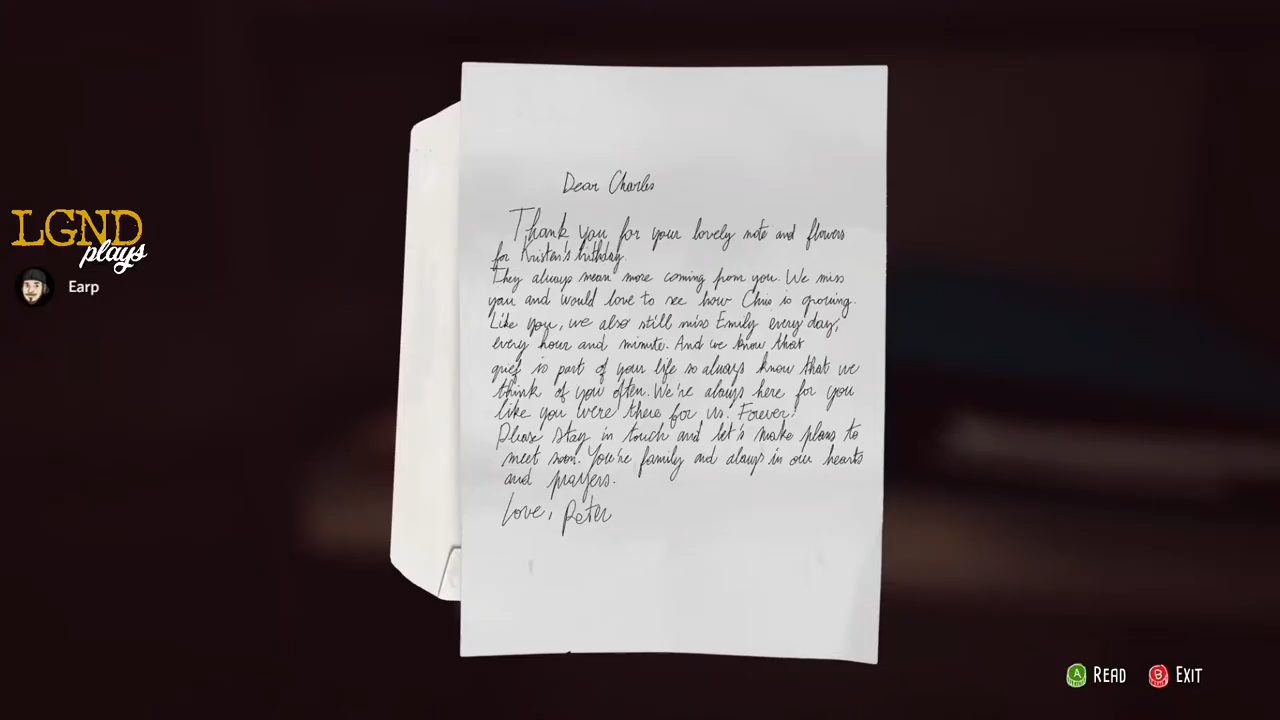 LGND
plays
Earp
Dear Charles
Thank you for your lovely note and flowers
for Kristen's birthday.
They always mean more coming from you. We miss
you and would love to see how Chris is growing.
Like you, we also still miss Emily every day,
every hour and minute. And we know that
grief is part of your life so always know that we
think of you often. We're always here for you
like you were there for us. Forever.
Please stay in touch and let's make plans to
meet soon. You're family and always in our hearts
and prayers.
Love, Peter
A READ B EXIT